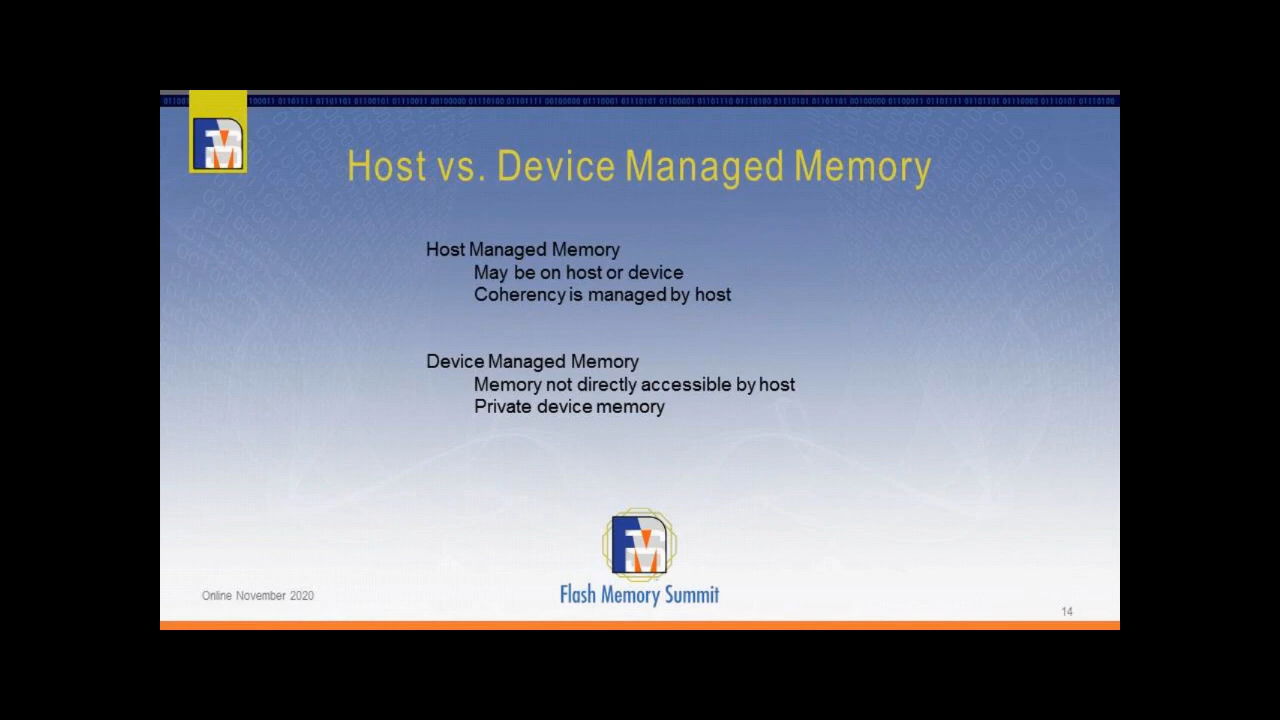 Host vs. Device Managed Memory
Host Managed Memory
May be on host or device
Coherency is managed by host
Device Managed Memory
Memory not directly accessible by host
Private device memory
Flash Memory Summit
Online November 2020
14